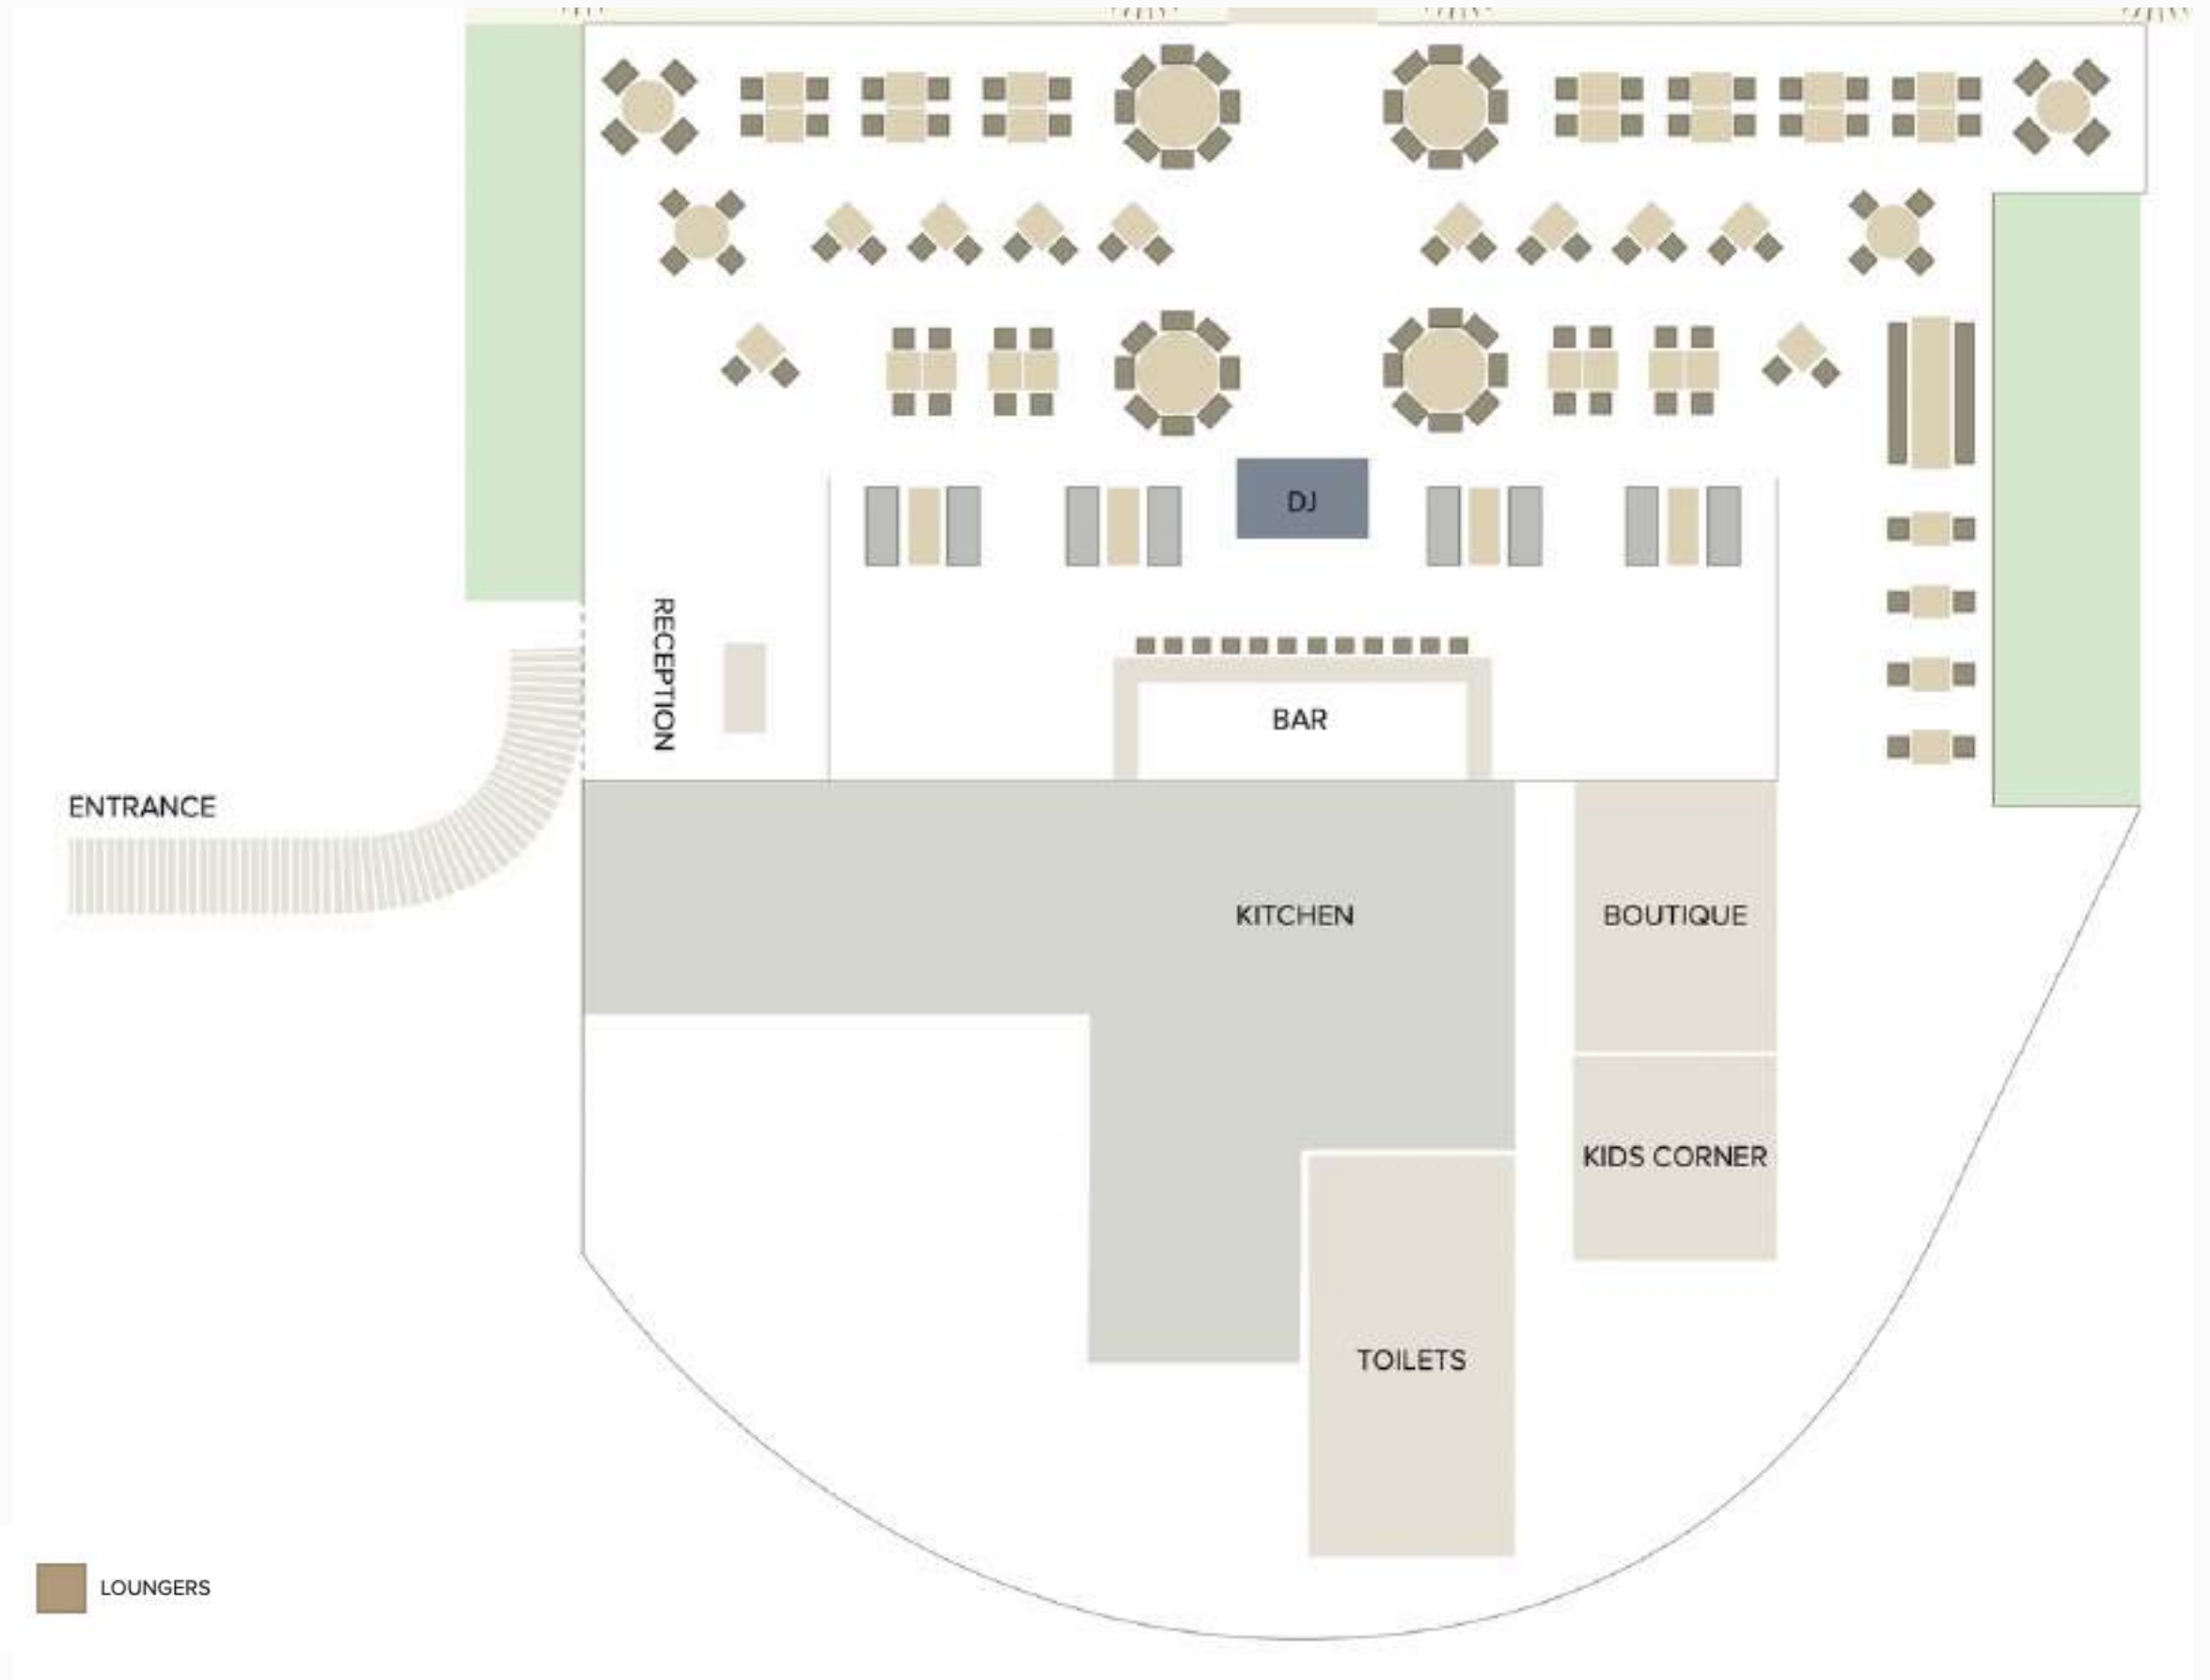 DJ
RECEPTION
BAR
ENTRANCE
KITCHEN
BOUTIQUE
KIDS CORNER
TOILETS
LOUNGERS